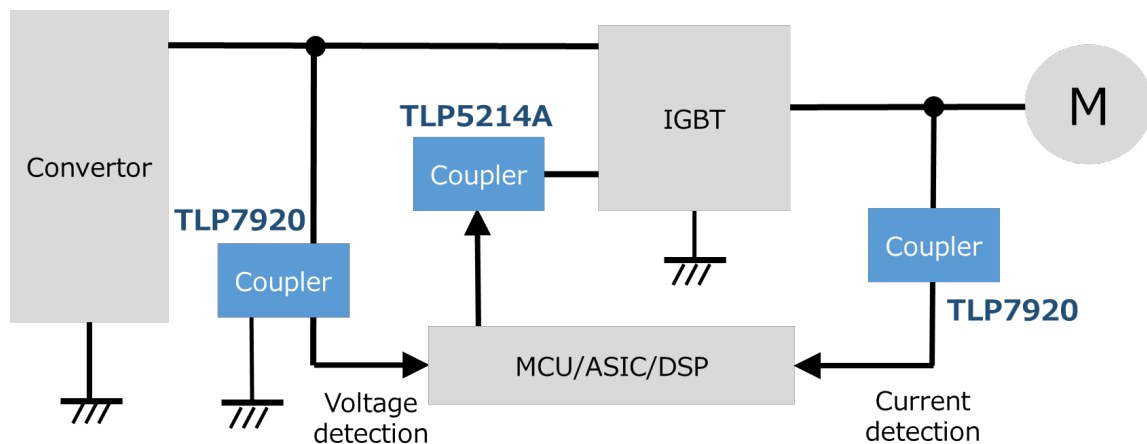 Convertor
TLP7920
Coupler
Voltage
detection
TLP5214A
Coupler
IGBT
MCU/ASIC/DSP
M
Coupler
TLP7920
Current
detection